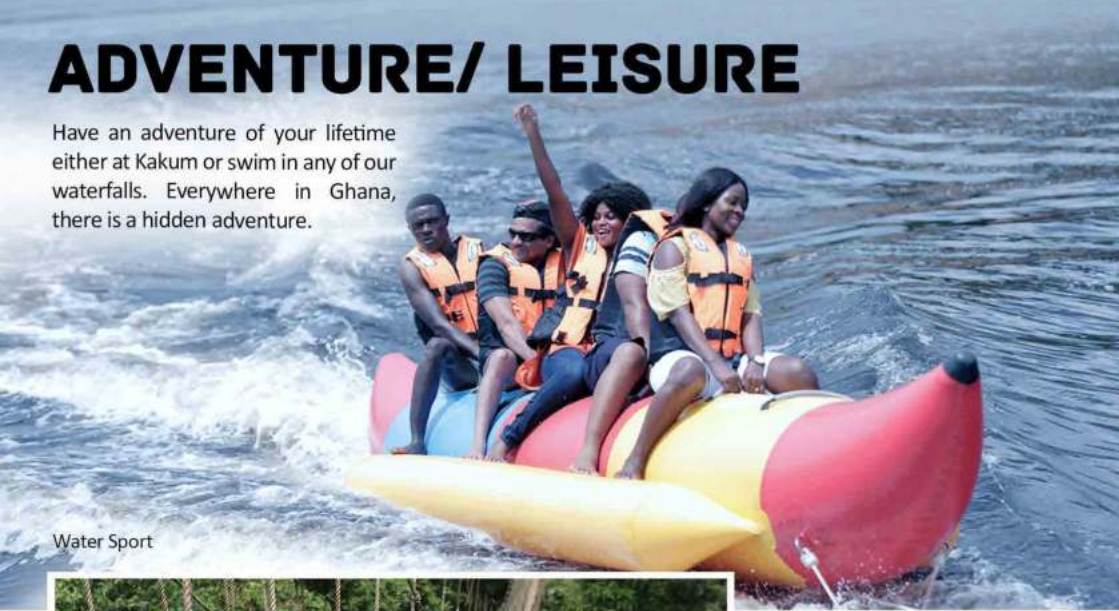 ADVENTURE/ LEISURE
Have an adventure of your lifetime
either at Kakum or swim in any of our
waterfalls. Everywhere in Ghana,
there is a hidden adventure.
Water Sport